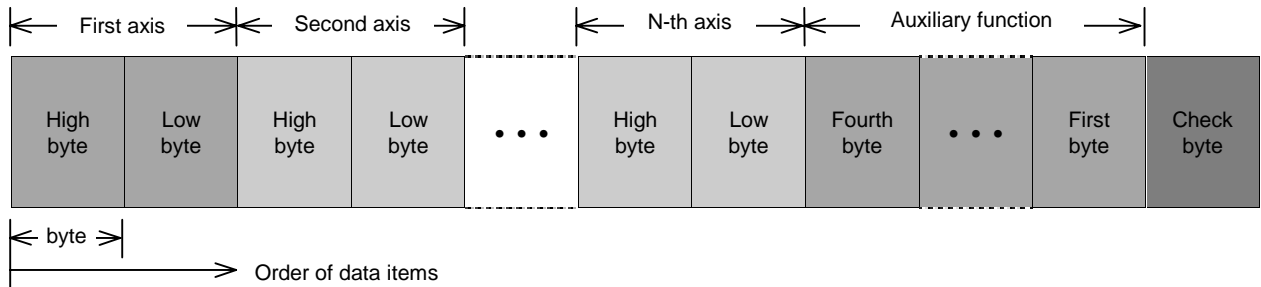 First axis
Second axis
N-th axis
Auxiliary function
High
byte
Low
byte
High
byte
Low
byte
• • •
High
byte
Low
byte
Fourth
byte
• • •
First
byte
Check
byte
byte
Order of data items